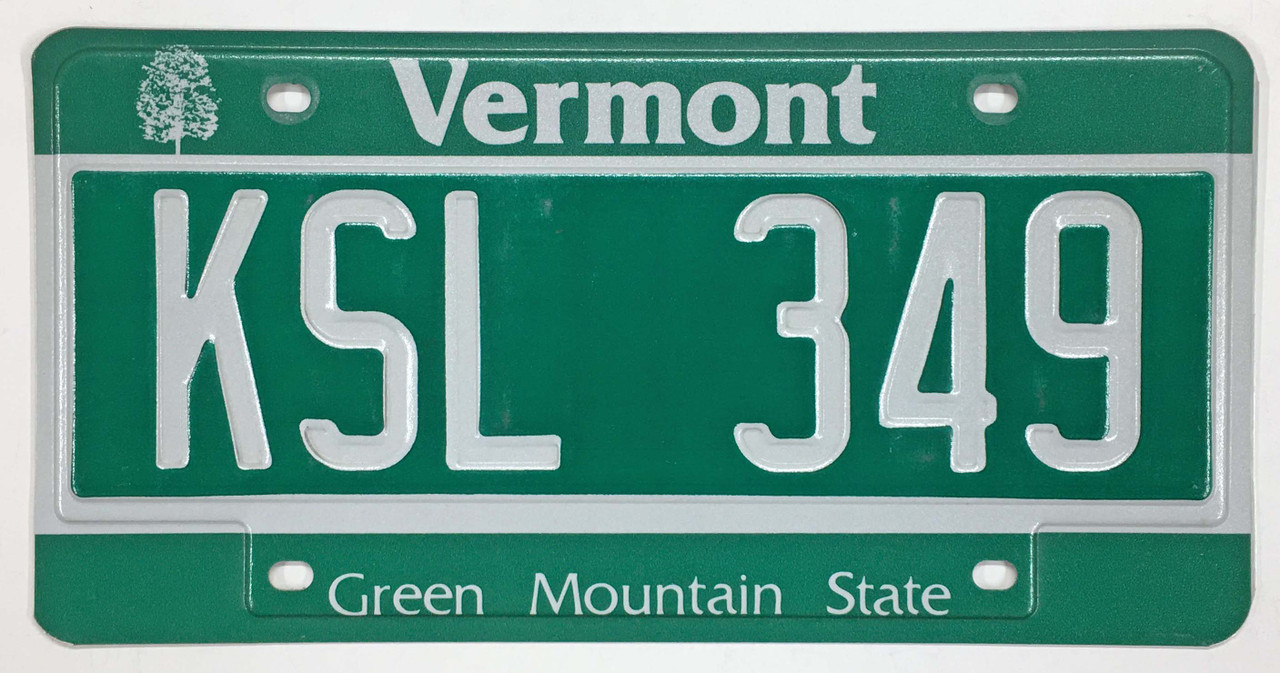 Vermont
KSL 349
Green Mountain State